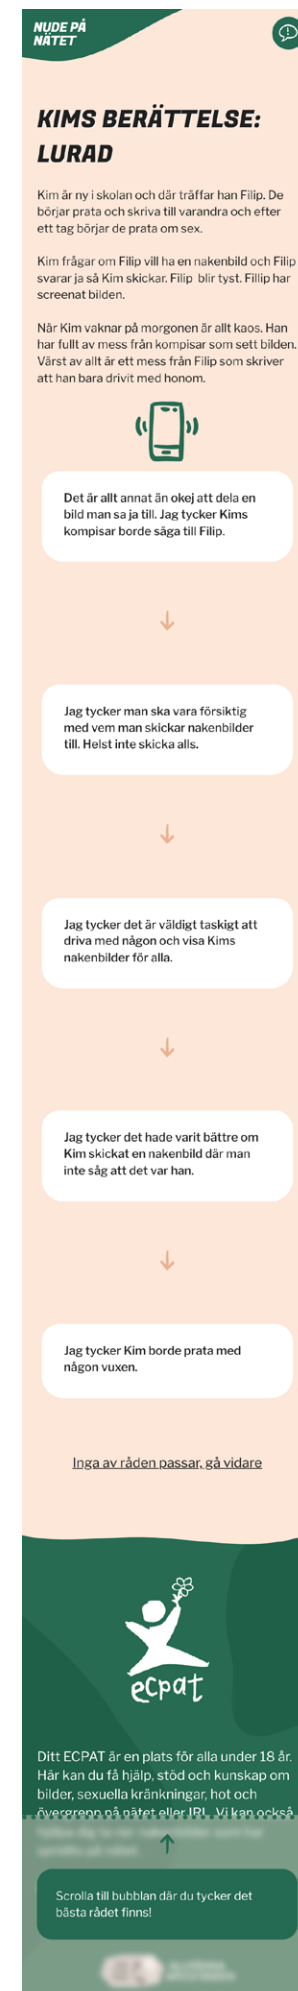 NUDE PÅ
NÄTET
KIMS BERÄTTELSE:
LURAD
Kim är ny i skolan och där träffar han Filip. De
börjar prata och skriva till varandra och efter
ett tag börjar de prata om sex.
Kim frågar om Filip vill ha en nakenbild och Filip
svarar ja så Kim skickar. Filip blir tyst. Fillip har
screenat bilden.
När Kim vaknar på morgonen är allt kaos. Han
har fullt av mess från kompisar som sett bilden.
Värst av allt är ett mess från Filip som skriver
att han bara drivit med honom.
Det är allt annat än okej att dela en
bild man sa ja till. Jag tycker Kims
kompisar borde säga till Filip.
Jag tycker man ska vara försiktig
med vem man skickar nakenbilder
till. Helst inte skicka alls.
Jag tycker det är väldigt taskigt att
driva med någon och visa Kims
nakenbilder för alla.
Jag tycker det hade varit bättre om
Kim skickat en nakenbild där man
inte såg att det var han.
Jag tycker Kim borde prata med
någon vuxen.
Inga av råden passar, gå vidare
ecpat
Ditt ECPAT är en plats för alla under 18 år.
Här kan du få hjälp, stöd och kunskap om
bilder, sexuella kränkningar, hot och
övergrepp på nätet eller IRL. Vi kan också
Scrolla till bubblan där du tycker det
bästa rådet finns!